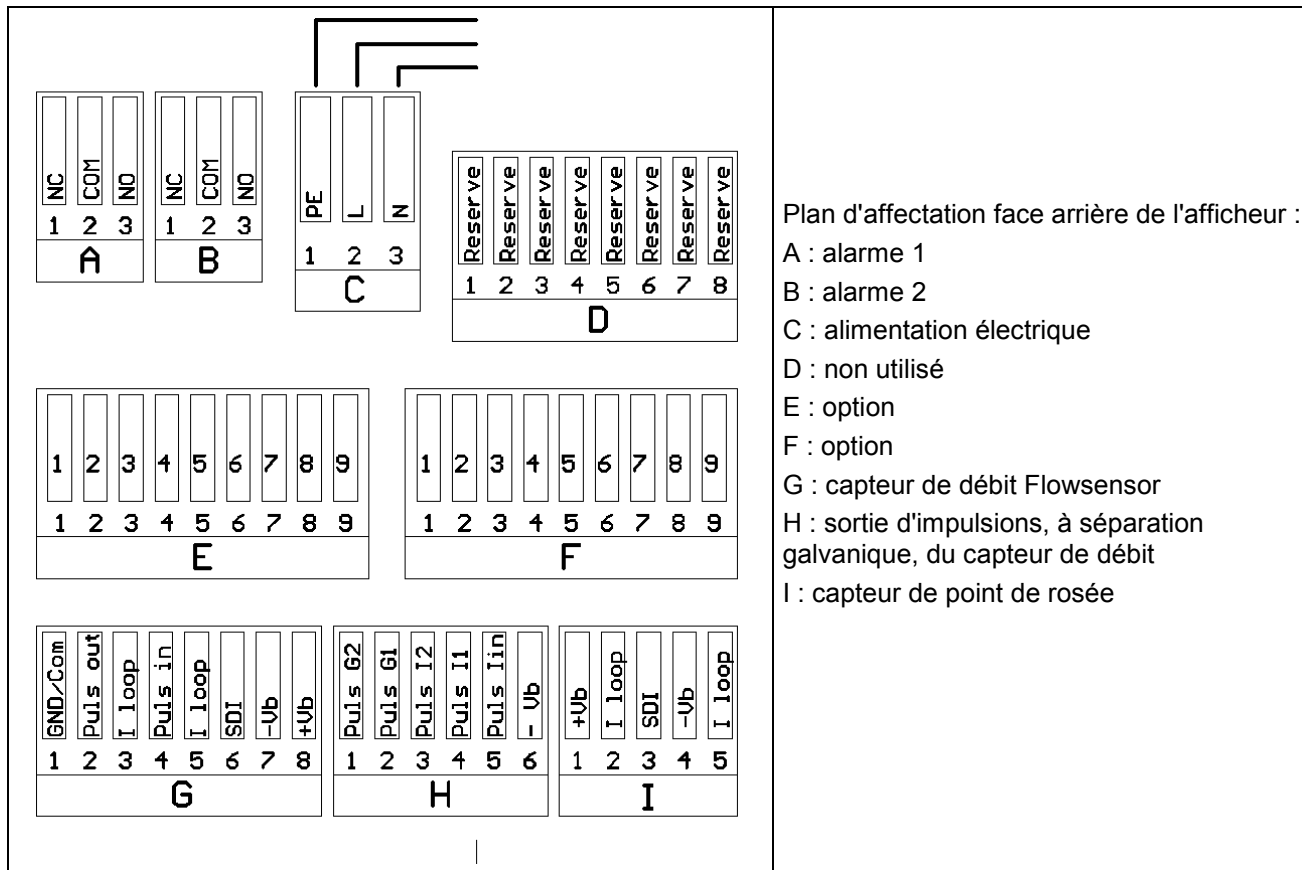 NC COM NO
1 2 3
A
NC COM NO
1 2 3
B
PE L N
1 2 3
C
Reserve Reserve Reserve Reserve Reserve Reserve Reserve Reserve
1 2 3 4 5 6 7 8
D
1 2 3 4 5 6 7 8 9
1 2 3 4 5 6 7 8 9
E
1 2 3 4 5 6 7 8 9
1 2 3 4 5 6 7 8 9
F
GND/Com Puls out I loop Puls in I loop SDI -Vb +Vb
1 2 3 4 5 6 7 8
G
Puls G2 Puls G1 Puls I2 Puls I1 Puls Iin - Vb
1 2 3 4 5 6
H
+Vb I loop SDI -Vb I loop
1 2 3 4 5
I
Plan d'affectation face arrière de l'afficheur :
A : alarme 1
B : alarme 2
C : alimentation électrique
D : non utilisé
E : option
F : option
G : capteur de débit Flowsensor
H : sortie d'impulsions, à séparation
galvanique, du capteur de débit
I : capteur de point de rosée